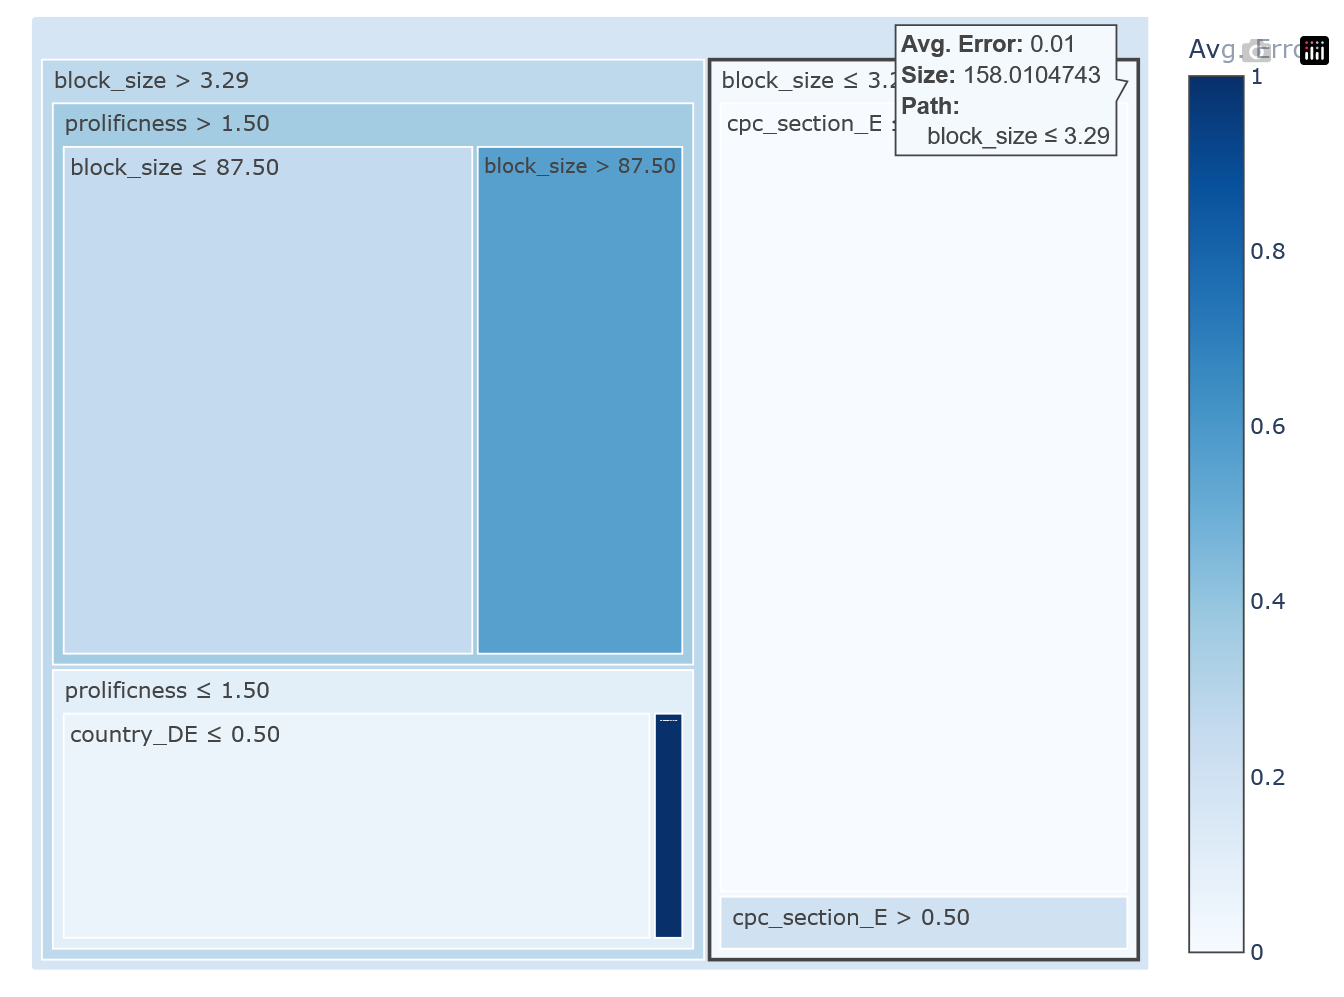 Avg. Error: 0.01
Size: 158.0104743
Path:
block_size ≤ 3.29
block_size > 3.29
block_size ≤ 3.2
prolificness > 1.50
cpc_section_E
block_size ≤ 87.50
block_size > 87.50
prolificness ≤ 1.50
country_DE ≤ 0.50
cpc_section_E > 0.50
Avg. Erro
1
0.8
0.6
0.4
0.2
0